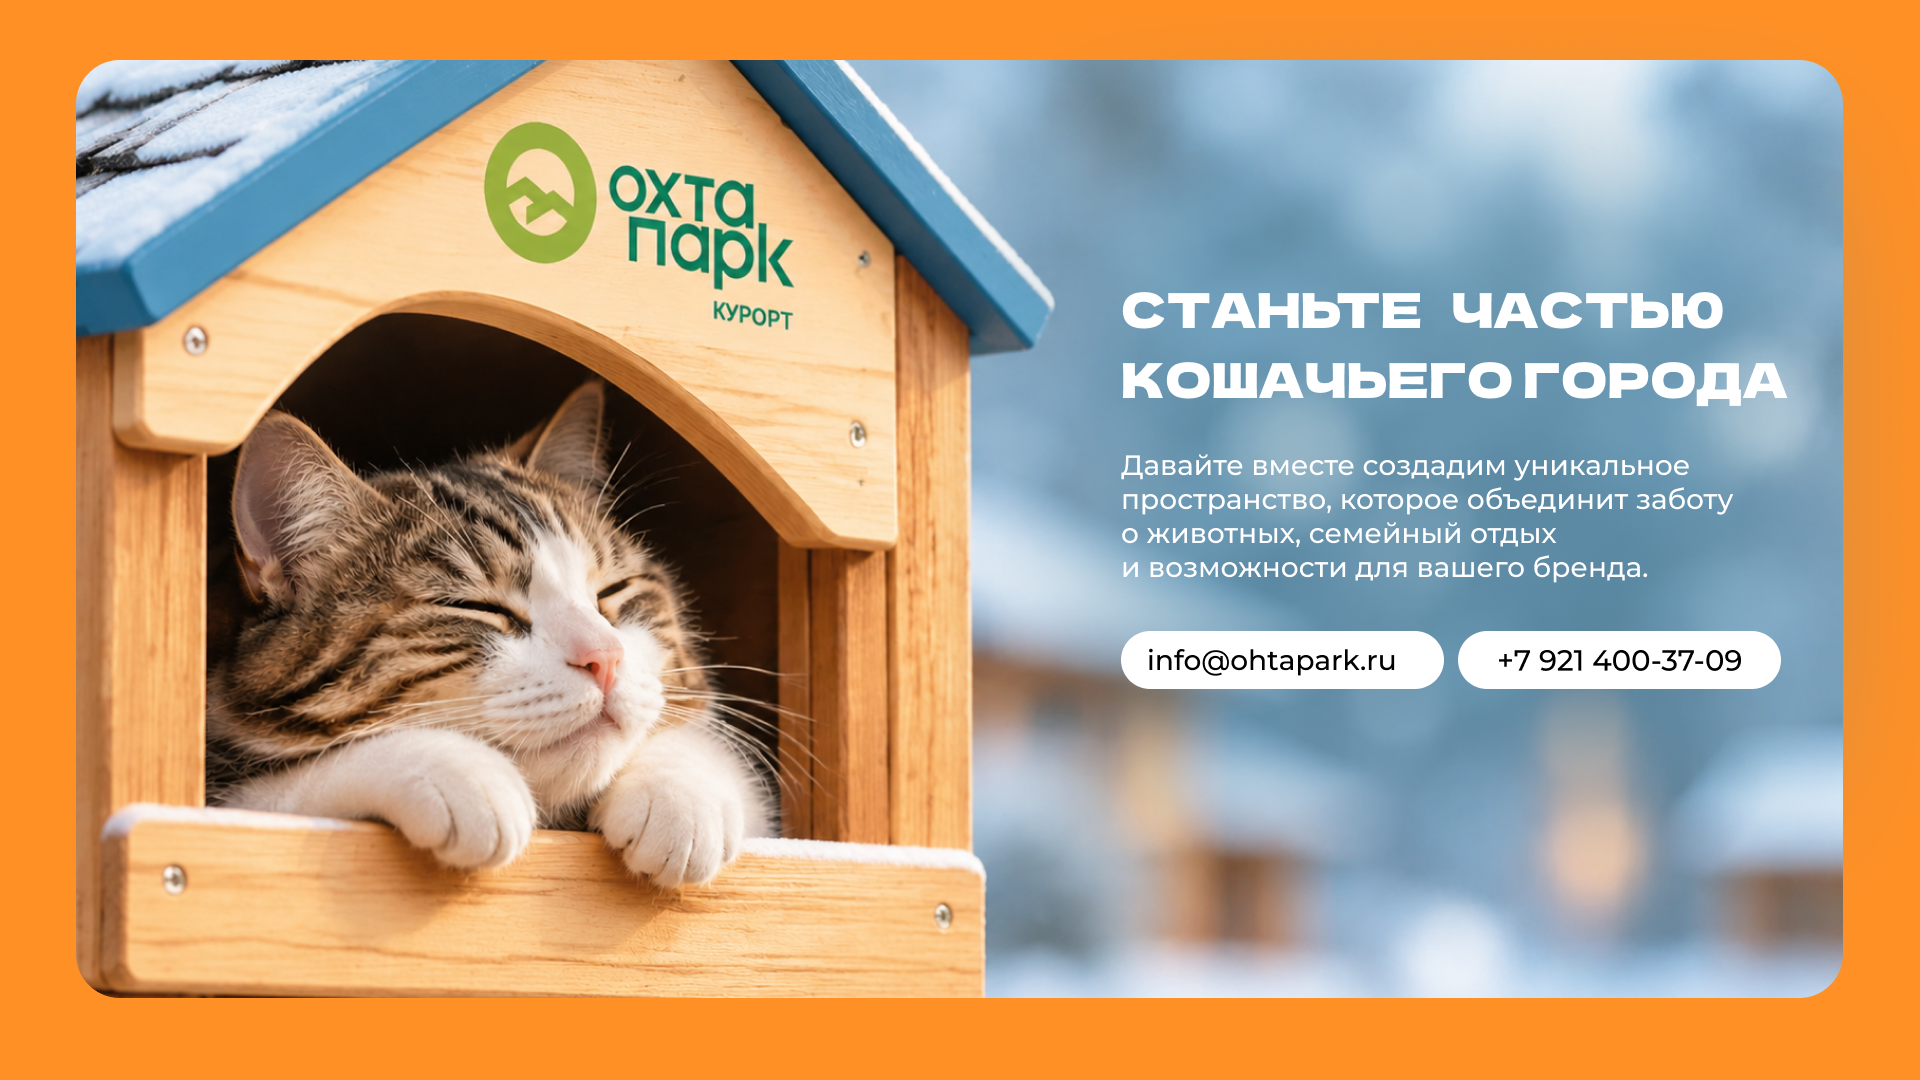 охта
парк
КУРОРТ
СТАНЬТЕ ЧАСТЬЮ
КОШАЧЬЕГО ГОРОДА
Давайте вместе создадим уникальное
пространство, которое объединит заботу
о животных, семейный отдых
и возможности для вашего бренда.
info@ohtapark.ru
+7 921 400-37-09